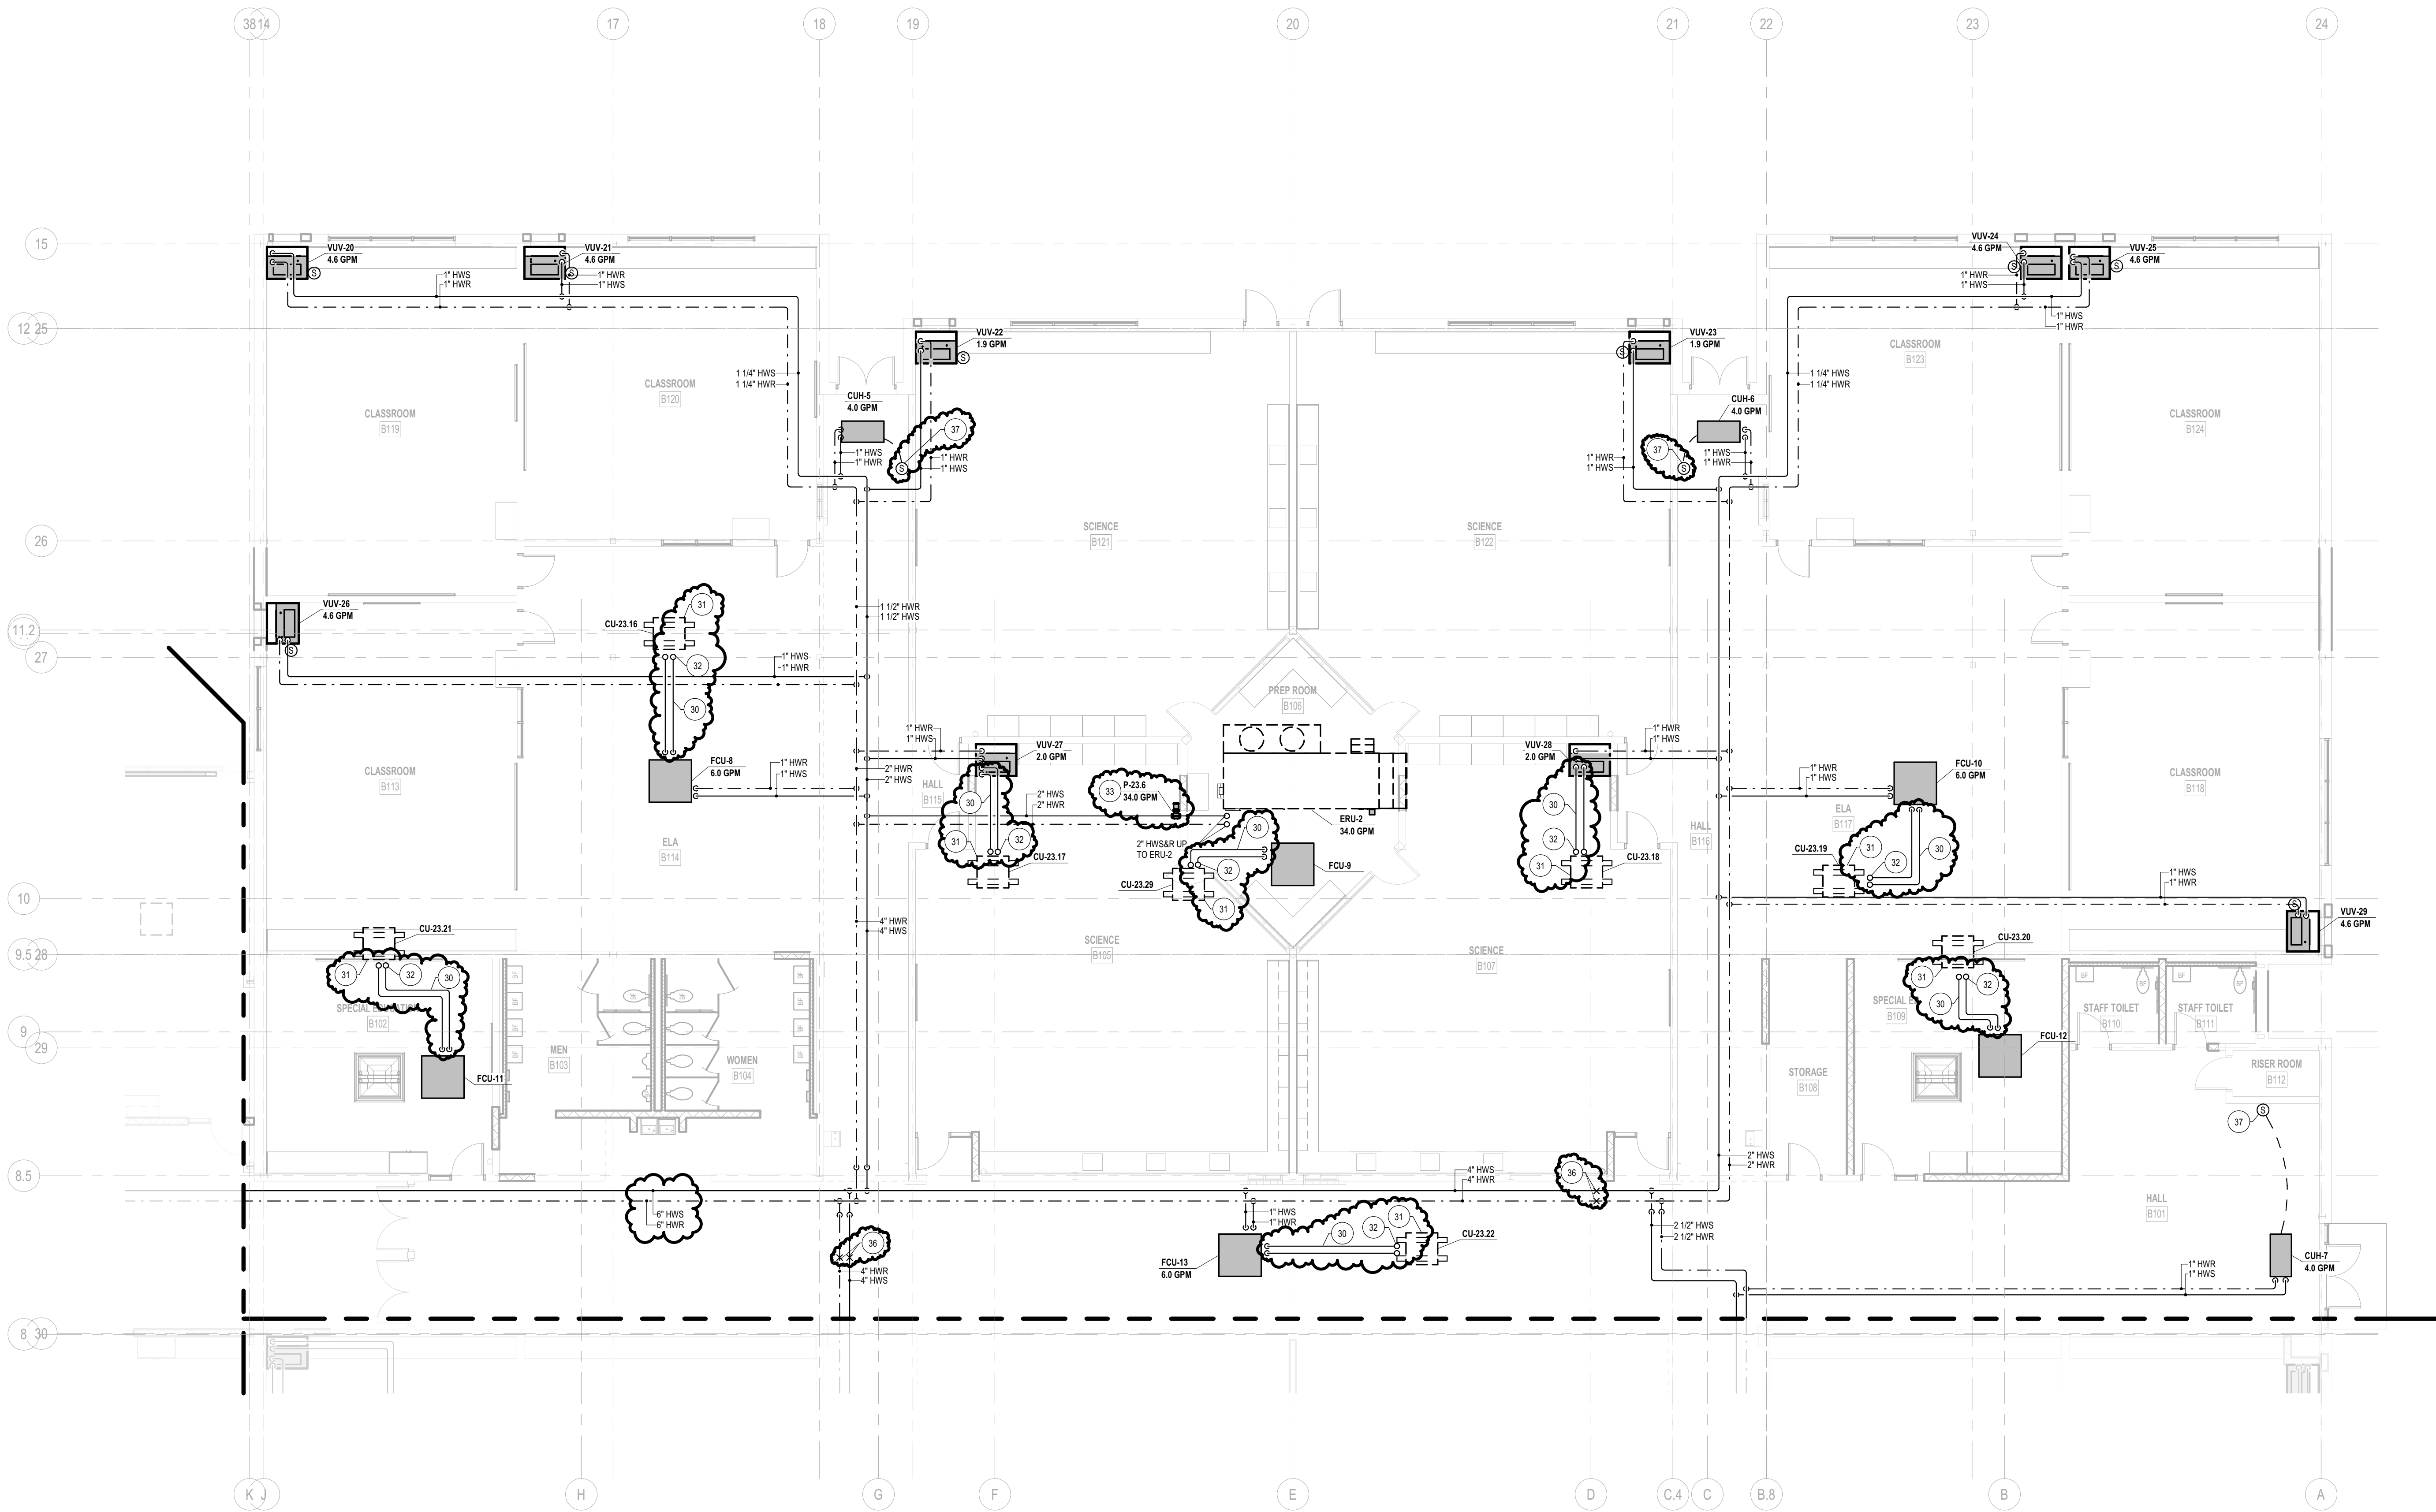 38 14
17
18
19
20
21
22
23
24
15
VUV-20
4.6 GPM
S
VUV-21
4.6 GPM
S
1" HWS
1" HWR
1" HWR
1" HWS
VUV-24
4.6 GPM
S
VUV-25
4.6 GPM
S
1" HWR
1" HWS
1" HWS
1" HWR
12 25
VUV-22
1.9 GPM
S
VUV-23
1.9 GPM
S
CLASSROOM
B123
1 1/4" HWS
1 1/4" HWR
1 1/4" HWS
1 1/4" HWR
CLASSROOM
B120
CLASSROOM
B119
CLASSROOM
B124
CUH-5
4.0 GPM
37
S
1" HWS
1" HWR
1" HWR
1" HWS
CUH-6
4.0 GPM
37
S
1" HWR
1" HWS
1" HWS
1" HWR
26
SCIENCE
B121
SCIENCE
B122
11.2
27
VUV-26
4.6 GPM
S
31
CU-23.16
32
30
1 1/2" HWR
1 1/2" HWS
1" HWS
1" HWR
PREP ROOM
B106
FCU-8
6.0 GPM
1" HWR
1" HWS
1" HWR
1" HWS
VUV-27
2.0 GPM
2" HWR
2" HWS
HALL
B115
30
31
32
CU-23.17
33
P-23.6
34.0 GPM
2" HWS
2" HWR
ERU-2
34.0 GPM
2" HWS&R UP
TO ERU-2
30
32
31
CU-23.29
FCU-9
VUV-28
2.0 GPM
1" HWR
1" HWS
30
32
31
CU-23.18
HALL
B116
1" HWR
1" HWS
FCU-10
6.0 GPM
ELA
B117
CU-23.19
31
32
30
CLASSROOM
B118
CLASSROOM
B113
ELA
B114
1" HWS
1" HWR
S
VUV-29
4.6 GPM
10
4" HWR
4" HWS
CU-23.21
31
32
30
9.5 28
SCIENCE
B105
SCIENCE
B107
CU-23.20
31
32
30
B102
B109
FCU-11
FCU-12
9
29
MEN
B103
WOMEN
B104
BF
BF
STAFF TOILET
B110
BF
BF
STAFF TOILET
B111
STORAGE
B108
RISER ROOM
B112
37
S
8.5
6" HWS
6" HWR
36
4" HWR
4" HWS
1" HWS
1" HWR
FCU-13
6.0 GPM
30
32
31
CU-23.22
4" HWS
4" HWR
36
2" HWS
2" HWR
2 1/2" HWS
2 1/2" HWR
HALL
B101
1" HWR
1" HWS
CUH-7
4.0 GPM
8 30
K J
H
G
F
E
D
C.4
C
B.8
B
A